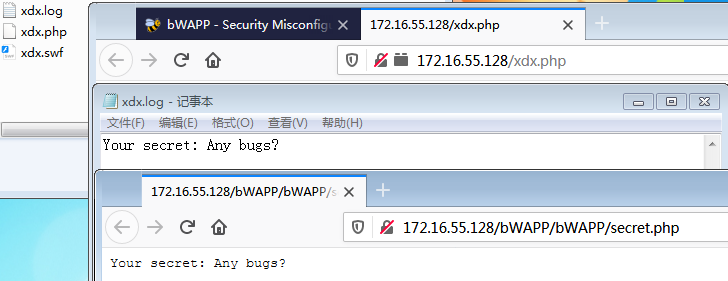 xdx.log
xdx.php
xdx.swf
bWAPP - Security Misconfigu
172.16.55.128/xdx.php
172.16.55.128/xdx.php
xdx.log - 记事本
文件(F) 编辑(E) 格式(O) 查看(V) 帮助(H)
Your secret: Any bugs?
172.16.55.128/bWAPP/bWAPP/s
172.16.55.128/bWAPP/bWAPP/secret.php
Your secret: Any bugs?